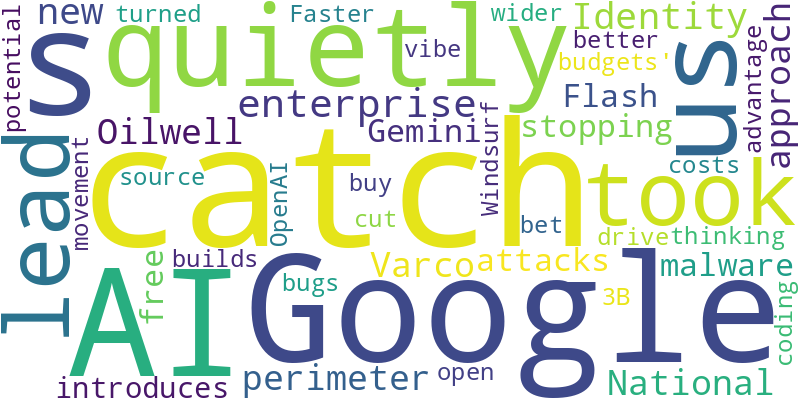 new
turned
Faster
wider
Identity
potential
s
quietly
vibe
better
budgets'
us
advantage
approach
enterprise
Flash
lead
Oilwell
Gemini
Windsurf
stopping
movement
catch
source
OpenAI
buy
cut
bet
took
costs
drive
thinking
free
builds
bugs
Varco
attacks
malware
AI
Google
3B
coding
introduces
perimeter
open
National